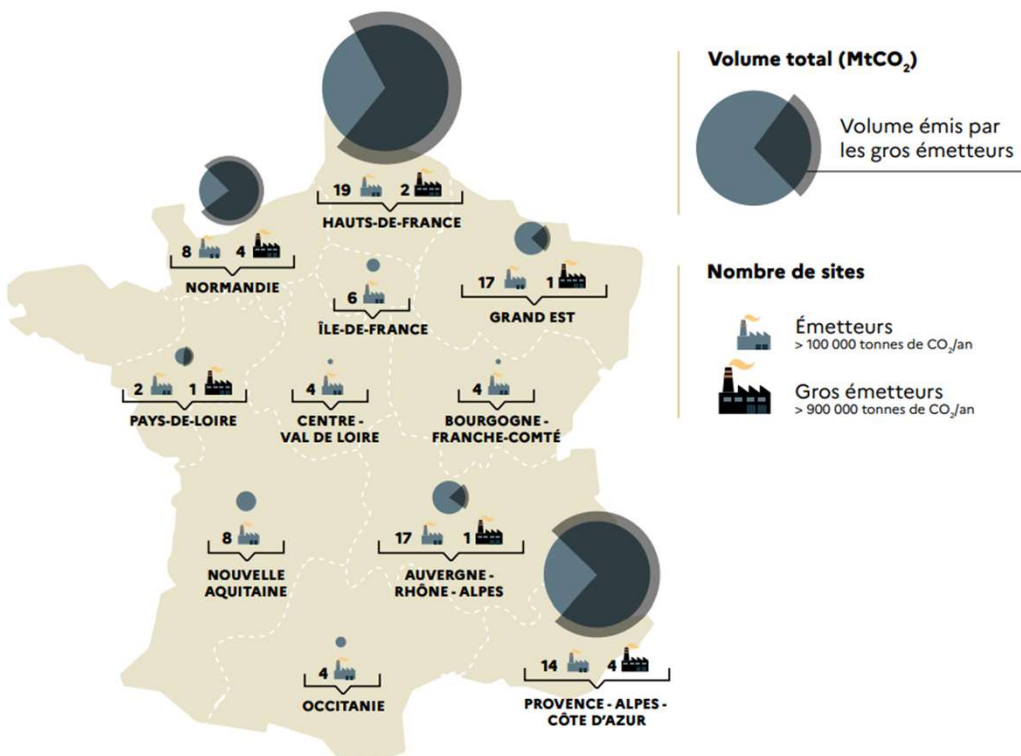 Volume total (MtCO₂)
Volume émis par
les gros émetteurs
19 2
HAUTS-DE-FRANCE
8 4
NORMANDIE
6
ÎLE-DE-FRANCE
17 1
GRAND EST
Nombre de sites
Émetteurs
> 100 000 tonnes de CO₂/an
Gros émetteurs
> 900 000 tonnes de CO₂/an
2 1
PAYS-DE-LOIRE
4
CENTRE -
VAL DE LOIRE
4
BOURGOGNE -
FRANCHE-COMTÉ
8
NOUVELLE
AQUITAINE
17 1
AUVERGNE -
RHÔNE - ALPES
4
OCCITANIE
14 4
PROVENCE - ALPES -
CÔTE D'AZUR